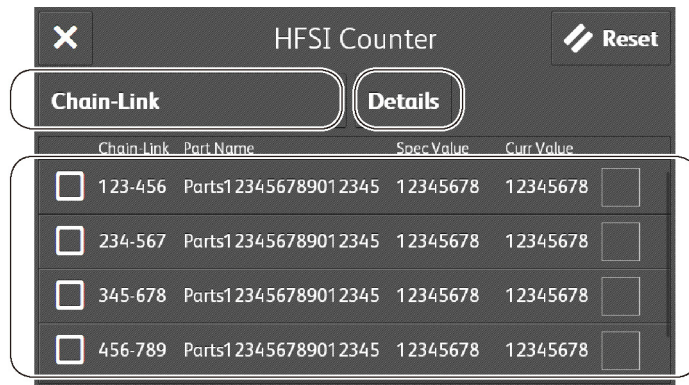 HFSI Counter Reset
Chain-Link Details
Chain-Link Part Name Spec Value Curr Value
123-456 Parts123456789012345 12345678 12345678
234-567 Parts123456789012345 12345678 12345678
345-678 Parts123456789012345 12345678 12345678
456-789 Parts123456789012345 12345678 12345678